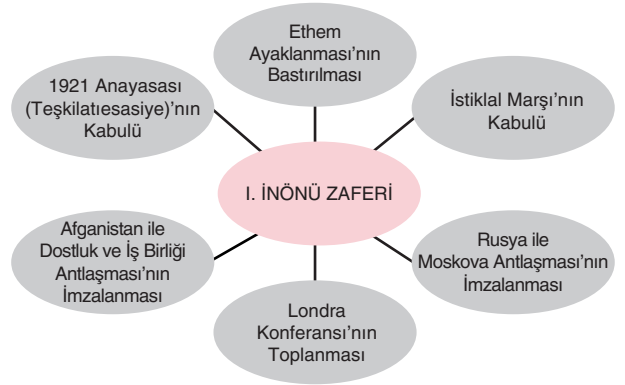 Ethem
Ayaklanması’nın
Bastırılması
1921 Anayasası
(Teşkilatıesasiye)’nın
Kabulü
İstiklal Marşı’nın
Kabulü
I. İNÖNÜ ZAFERİ
Afganistan ile
Dostluk ve İş Birliği
Antlaşması’nın
İmzalanması
Rusya ile
Moskova Antlaşması’nın
İmzalanması
Londra
Konferansı’nın
Toplanması